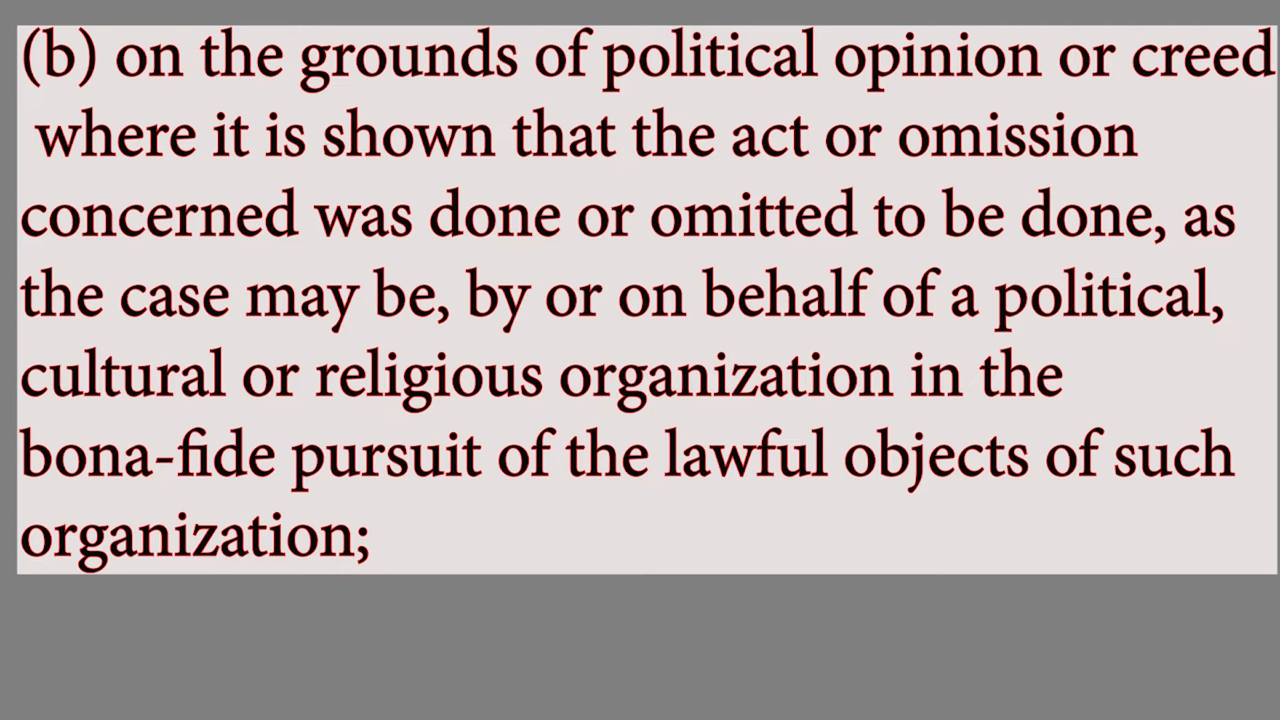 (b) on the grounds of political opinion or creed
where it is shown that the act or omission
concerned was done or omitted to be done, as
the case may be, by or on behalf of a political,
cultural or religious organization in the
bona-fide pursuit of the lawful objects of such
organization;